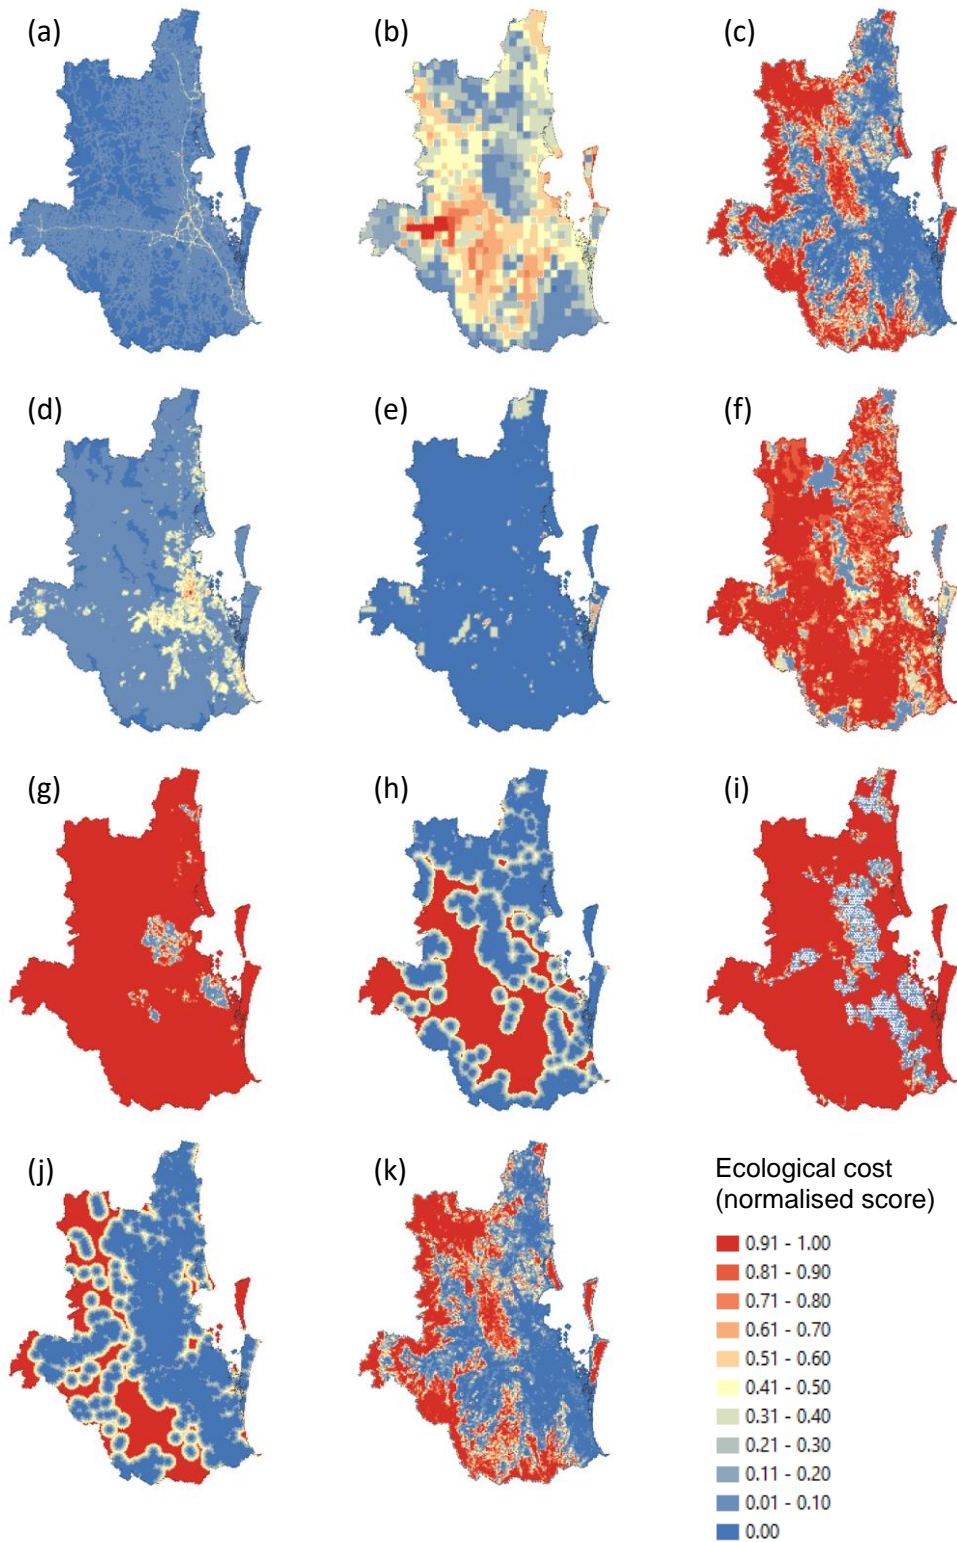 (a)
(b)
(c)
(d)
(e)
(f)
(g)
(h)
(i)
(j)
(k)
Ecological cost
(normalised score)
0.91 - 1.00
0.81 - 0.90
0.71 - 0.80
0.61 - 0.70
0.51 - 0.60
0.41 - 0.50
0.31 - 0.40
0.21 - 0.30
0.11 - 0.20
0.01 - 0.10
0.00